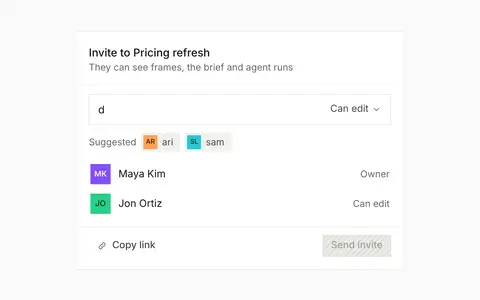 Invite to Pricing refresh
They can see frames, the brief and agent runs
d Can edit
Suggested AR ari SL sam
MK Maya Kim Owner
JO Jon Ortiz Can edit
Copy link Send invite